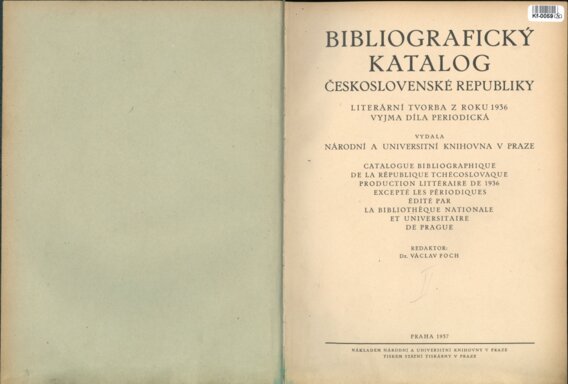 Kf-0059
BIBLIOGRAFICKÝ
KATALOG
ČESKOSLOVENSKÉ REPUBLIKY
LITERÁRNÍ TVORBA Z ROKU 1936
VYJMA DÍLA PERIODICKÁ
VYDALA
NÁRODNÍ A UNIVERSITNÍ KNIHOVNA V PRAZE
CATALOGUE BIBLIOGRAPHIQUE
DE LA RÉPUBLIQUE TCHÉCOSLOVAQUE
PRODUCTION LITTÉRAIRE DE 1936
EXCEPTÉ LES PÉRIODIQUES
ÉDITÉ PAR
LA BIBLIOTHÈQUE NATIONALE
ET UNIVERSITAIRE
DE PRAGUE
REDAKTOR:
Dr. VÁCLAV FOCH
I.
PRAHA 1937
NÁKLADEM NÁRODNÍ A UNIVERSITNÍ KNIHOVNY V PRAZE
TISKEM STÁTNÍ TISKÁRNY V PRAZE